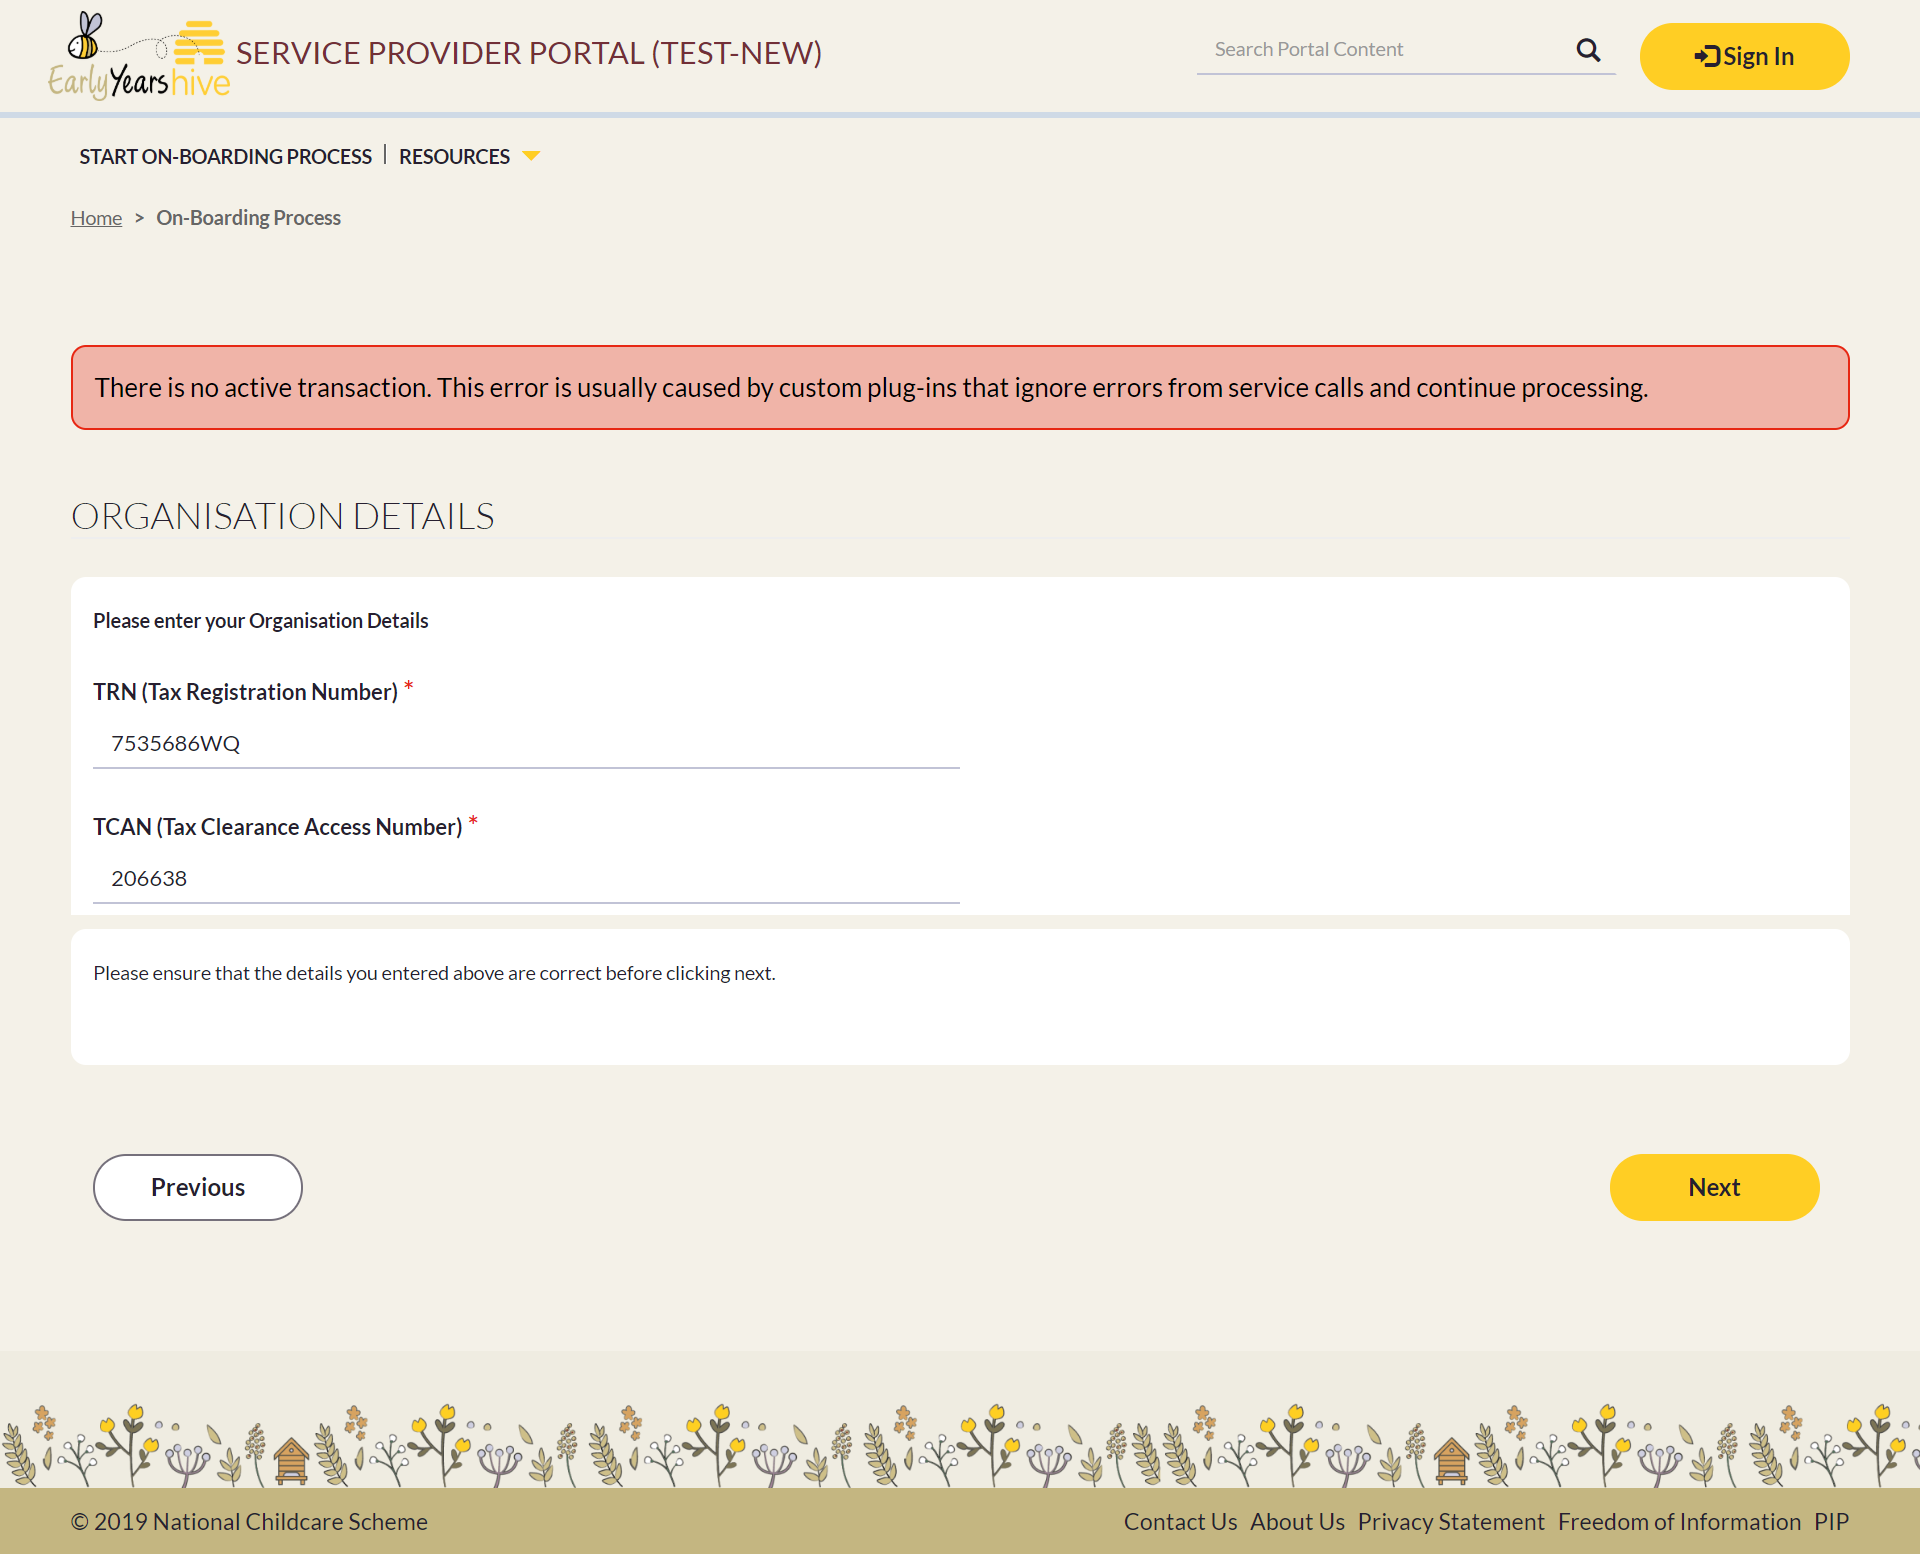 Early Years hive
SERVICE PROVIDER PORTAL (TEST-NEW)
Search Portal Content
Sign In
START ON-BOARDING PROCESS
RESOURCES
Home > On-Boarding Process
There is no active transaction. This error is usually caused by custom plug-ins that ignore errors from service calls and continue processing.
ORGANISATION DETAILS
Please enter your Organisation Details
TRN (Tax Registration Number) *
7535686WQ
TCAN (Tax Clearance Access Number) *
206638
Please ensure that the details you entered above are correct before clicking next.
Previous
Next
© 2019 National Childcare Scheme
Contact Us About Us Privacy Statement Freedom of Information PIP